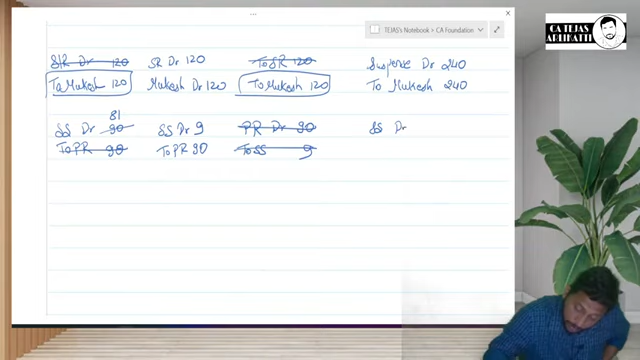 TEJAS's Notebook > CA Foundation
CA TEJAS
ARTIKATTI
S/R Dr 120 SR Dr 120 To SR 120 Suspense Dr 240
To Mukesh 120 Mukesh Dr 120 To Mukesh 120 To Mukesh 240
81
SS Dr 90 SS Dr 9 PR Dr 90 SS Dr
To PR 90 To PR 90 To SS 9